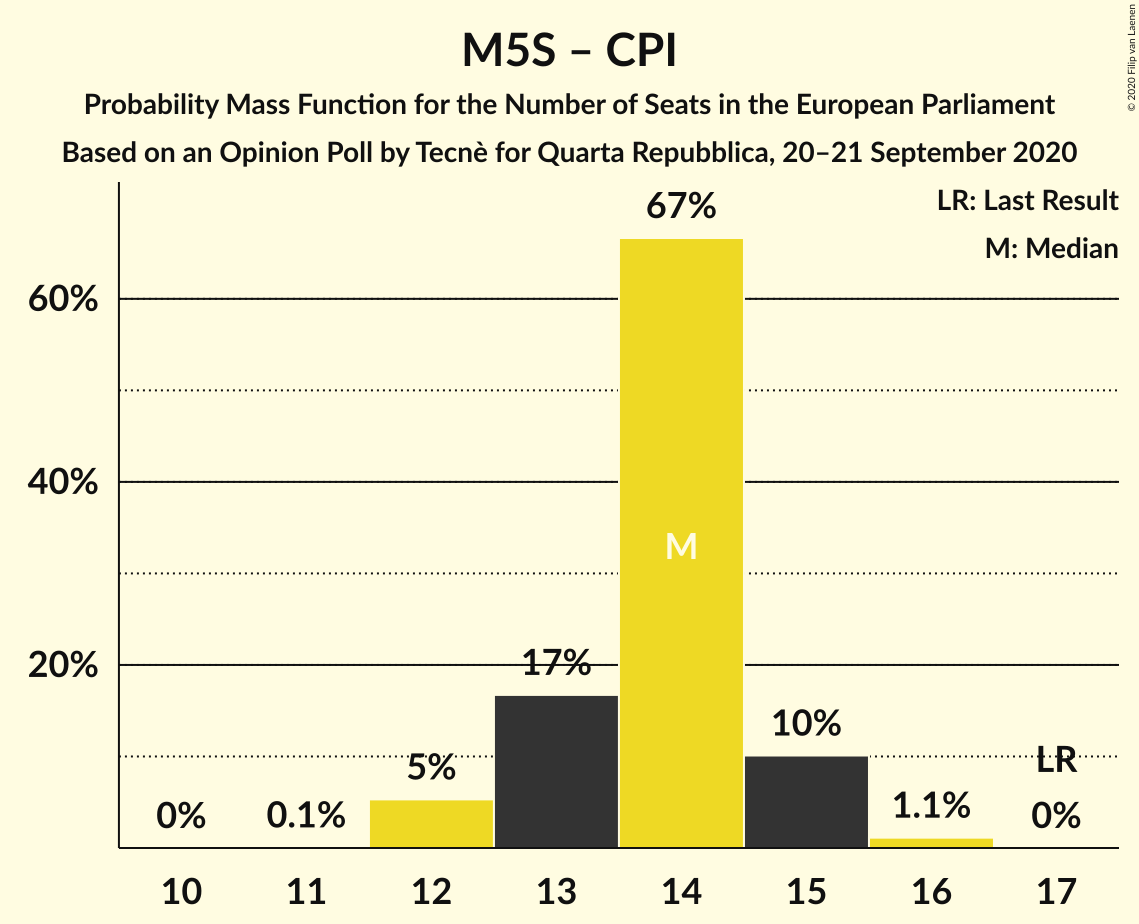 M5S – CPI
Probability Mass Function for the Number of Seats in the European Parliament
Based on an Opinion Poll by Tecnè for Quarta Repubblica, 20–21 September 2020
© 2020 Filip van Laenen
LR: Last Result
M: Median
67%
60%
40%
M
20%
17%
10%
5%
LR
0%
0.1%
1.1%
0%
10 11 12 13 14 15 16 17